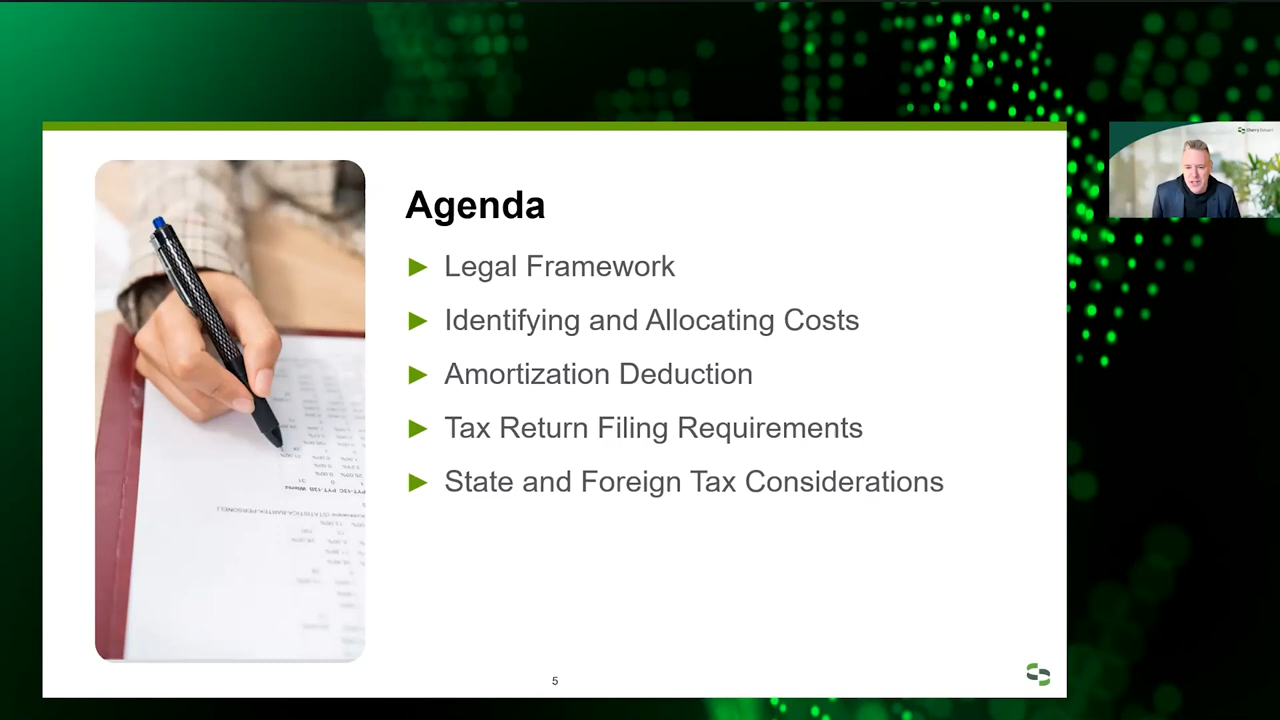 Agenda
► Legal Framework
► Identifying and Allocating Costs
► Amortization Deduction
► Tax Return Filing Requirements
► State and Foreign Tax Considerations
5